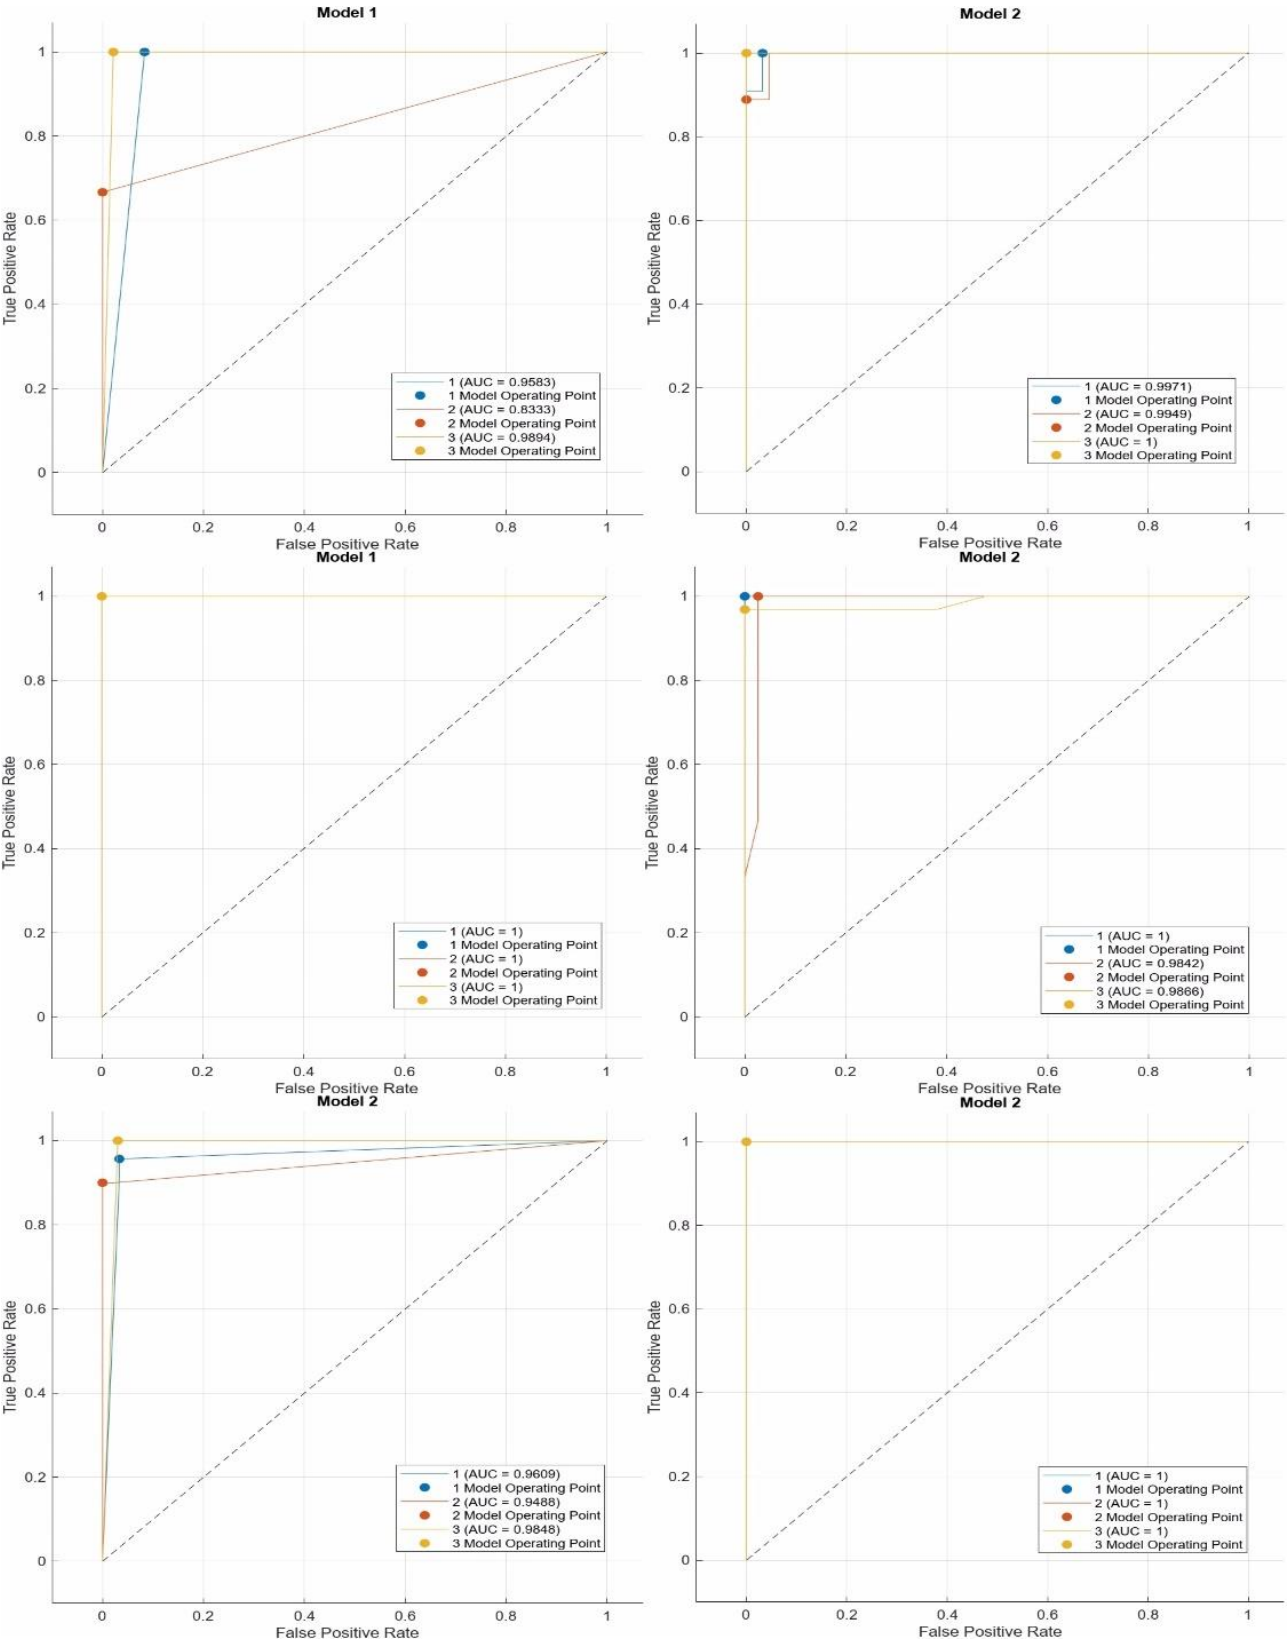 Model 1
1
0.8
0.6
0.4
0.2
0
True Positive Rate
1 (AUC = 0.9583)
1 Model Operating Point
2 (AUC = 0.8333)
2 Model Operating Point
3 (AUC = 0.9894)
3 Model Operating Point
0 0.2 0.4 0.6 0.8 1
False Positive Rate
Model 2
1
0.8
0.6
0.4
0.2
0
True Positive Rate
1 (AUC = 0.9971)
1 Model Operating Point
2 (AUC = 0.9949)
2 Model Operating Point
3 (AUC = 1)
3 Model Operating Point
0 0.2 0.4 0.6 0.8 1
False Positive Rate
Model 1
1
0.8
0.6
0.4
0.2
0
True Positive Rate
1 (AUC = 1)
1 Model Operating Point
2 (AUC = 1)
2 Model Operating Point
3 (AUC = 1)
3 Model Operating Point
0 0.2 0.4 0.6 0.8 1
False Positive Rate
Model 2
1
0.8
0.6
0.4
0.2
0
True Positive Rate
1 (AUC = 1)
1 Model Operating Point
2 (AUC = 0.9842)
2 Model Operating Point
3 (AUC = 0.9866)
3 Model Operating Point
0 0.2 0.4 0.6 0.8 1
False Positive Rate
Model 2
1
0.8
0.6
0.4
0.2
0
True Positive Rate
1 (AUC = 0.9609)
1 Model Operating Point
2 (AUC = 0.9488)
2 Model Operating Point
3 (AUC = 0.9848)
3 Model Operating Point
0 0.2 0.4 0.6 0.8 1
False Positive Rate
Model 2
1
0.8
0.6
0.4
0.2
0
True Positive Rate
1 (AUC = 1)
1 Model Operating Point
2 (AUC = 1)
2 Model Operating Point
3 (AUC = 1)
3 Model Operating Point
0 0.2 0.4 0.6 0.8 1
False Positive Rate